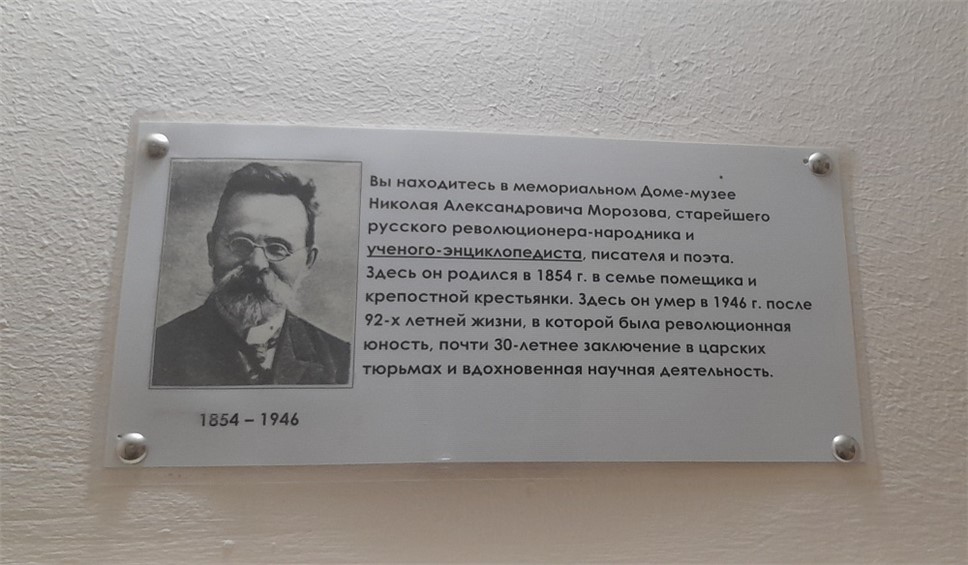 Вы находитесь в мемориальном Доме-музее
Николая Александровича Морозова, старейшего
русского революционера-народника и
ученого-энциклопедиста, писателя и поэта.
Здесь он родился в 1854 г. в семье помещика и
крепостной крестьянки. Здесь он умер в 1946 г. после
92-х летней жизни, в которой была революционная
юность, почти 30-летнее заключение в царских
тюрьмах и вдохновенная научная деятельность.
1854 – 1946